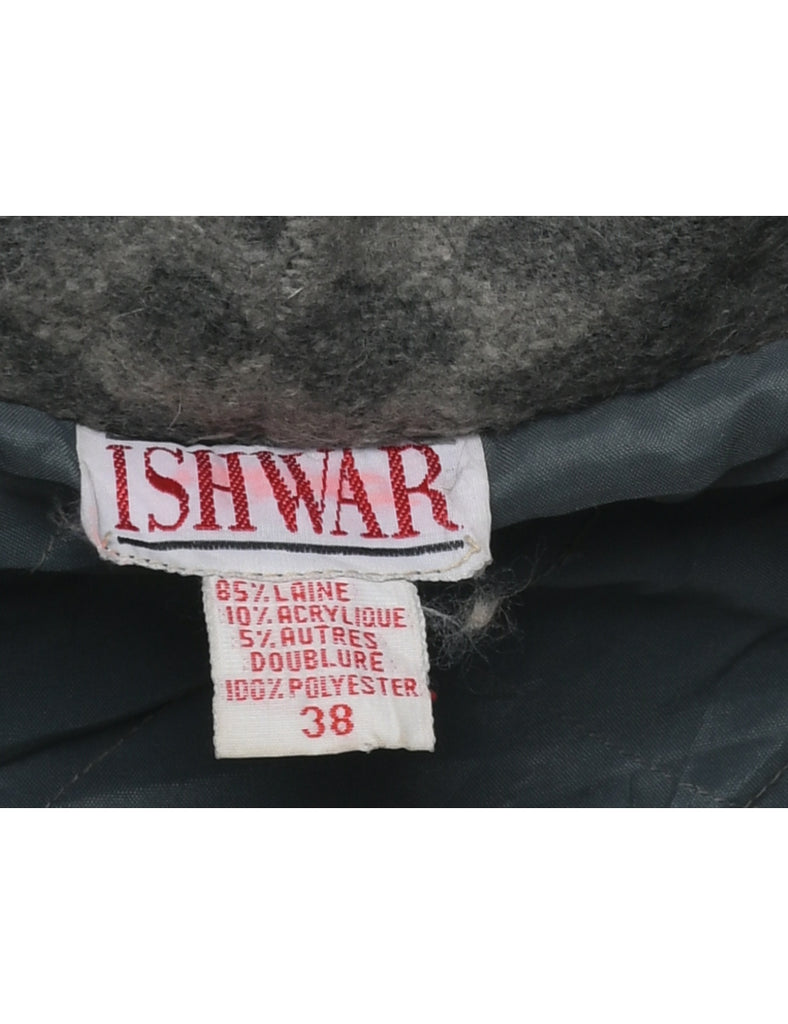 ISHWAR
85% LAINE
10% ACRYLIQUE
5% AUTRES
DOUBLURE
100% POLYESTER
38